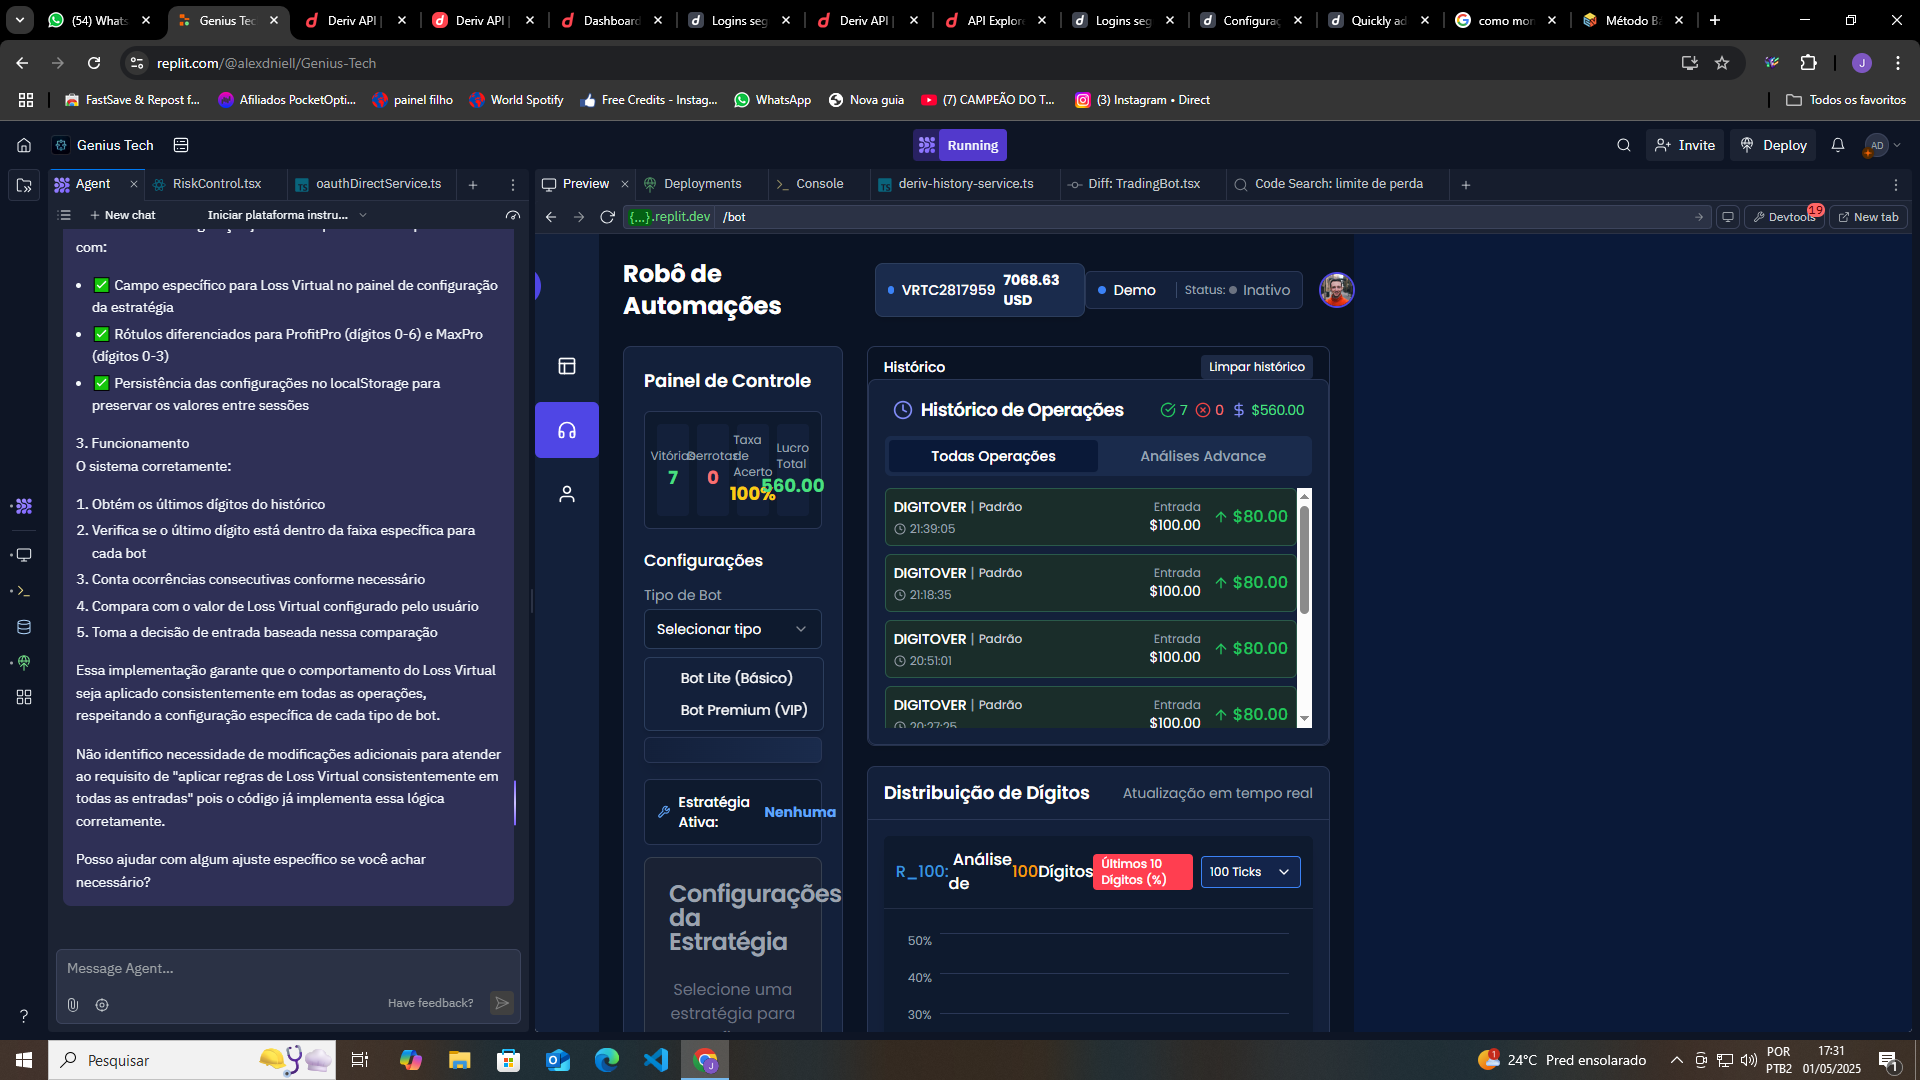 (54) Whats
Genius Tec
Deriv API |
Deriv API |
Dashboard
Logins seg
Deriv API |
API Explor
Logins seg
Configuraç
Quickly ad
como mon
Método Ba
replit.com/@alexdniell/Genius-Tech
J
FastSave & Repost f...
Afiliados PocketOpti...
painel filho
World Spotify
Free Credits - Instag...
WhatsApp
Nova guia
(7) CAMPEÃO DO T...
(3) Instagram • Direct
Todos os favoritos
Genius Tech
Running
Invite
Deploy
AD
Agent
RiskControl.tsx
oauthDirectService.ts
Preview
Deployments
Console
deriv-history-service.ts
Diff: TradingBot.tsx
Code Search: limite de perda
New chat
Iniciar plataforma instru...
{...}.replit.dev
/bot
Devtools
19
New tab
com:
✅ Campo específico para Loss Virtual no painel de configuração
da estratégia
✅ Rótulos diferenciados para ProfitPro (dígitos 0-6) e MaxPro
(dígitos 0-3)
✅ Persistência das configurações no localStorage para
preservar os valores entre sessões
3. Funcionamento
O sistema corretamente:
1. Obtém os últimos dígitos do histórico
2. Verifica se o último dígito está dentro da faixa específica para
cada bot
3. Conta ocorrências consecutivas conforme necessário
4. Compara com o valor de Loss Virtual configurado pelo usuário
5. Toma a decisão de entrada baseada nessa comparação
Essa implementação garante que o comportamento do Loss Virtual
seja aplicado consistentemente em todas as operações,
respeitando a configuração específica de cada tipo de bot.
Não identifico necessidade de modificações adicionais para atender
ao requisito de "aplicar regras de Loss Virtual consistentemente em
todas as entradas" pois o código já implementa essa lógica
corretamente.
Posso ajudar com algum ajuste específico se você achar
necessário?
Message Agent...
Have feedback?
Robô de
Automações
VRTC2817959
7068.63
USD
Demo
Status:
Inativo
Painel de Controle
Vitórias
7
Derrotas
0
Taxa
de
Acerto
100%
Lucro
Total
560.00
Configurações
Tipo de Bot
Selecionar tipo
Bot Lite (Básico)
Bot Premium (VIP)
Estratégia
Ativa:
Nenhuma
Configurações
da
Estratégia
Selecione uma
estratégia para
Histórico
Limpar histórico
Histórico de Operações
7
0
$560.00
Todas Operações
Análises Advance
DIGITOVER | Padrão
21:39:05
Entrada
$100.00
$80.00
DIGITOVER | Padrão
21:18:35
Entrada
$100.00
$80.00
DIGITOVER | Padrão
20:51:01
Entrada
$100.00
$80.00
DIGITOVER | Padrão
20:27:25
Entrada
$100.00
$80.00
Distribuição de Dígitos
Atualização em tempo real
R_100:
Análise
de
100
Dígitos
Últimos 10
Dígitos (%)
100 Ticks
50%
40%
30%
Pesquisar
1
24°C Pred ensolarado
POR
PTB2
17:31
01/05/2025
1